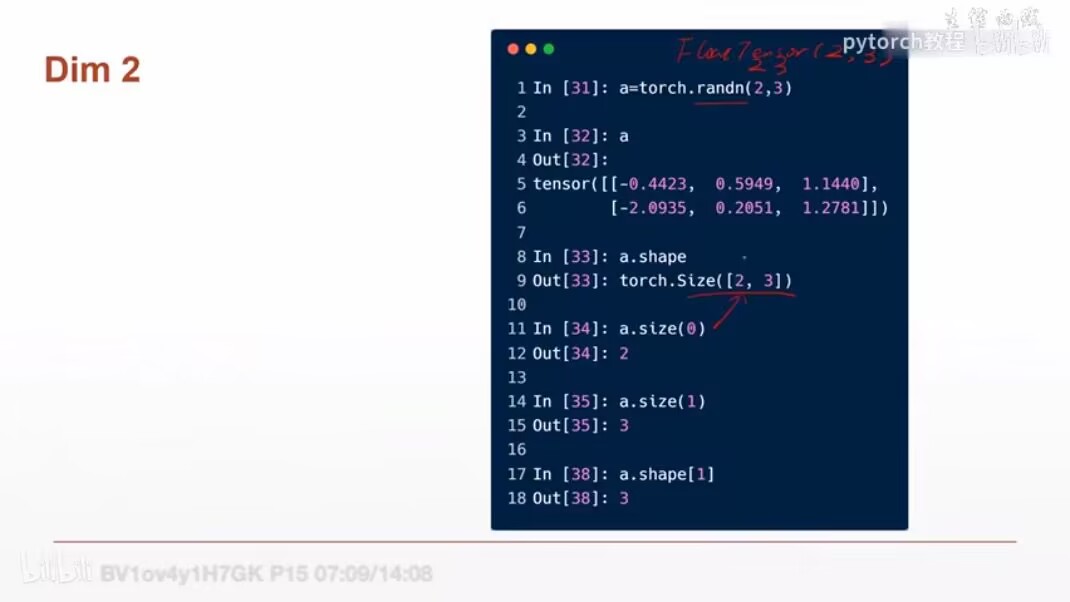 pytorch教程
Dim 2
FloatTensor(2, 3)
2 3
1 In [31]: a=torch.randn(2,3)
2
3 In [32]: a
4 Out[32]:
5 tensor([[-0.4423, 0.5949, 1.1440],
6 [-2.0935, 0.2051, 1.2781]])
7
8 In [33]: a.shape
9 Out[33]: torch.Size([2, 3])
10
11 In [34]: a.size(0)
12 Out[34]: 2
13
14 In [35]: a.size(1)
15 Out[35]: 3
16
17 In [38]: a.shape[1]
18 Out[38]: 3
bilibili BV1ov4y1H7GK P15 07:09/14:08